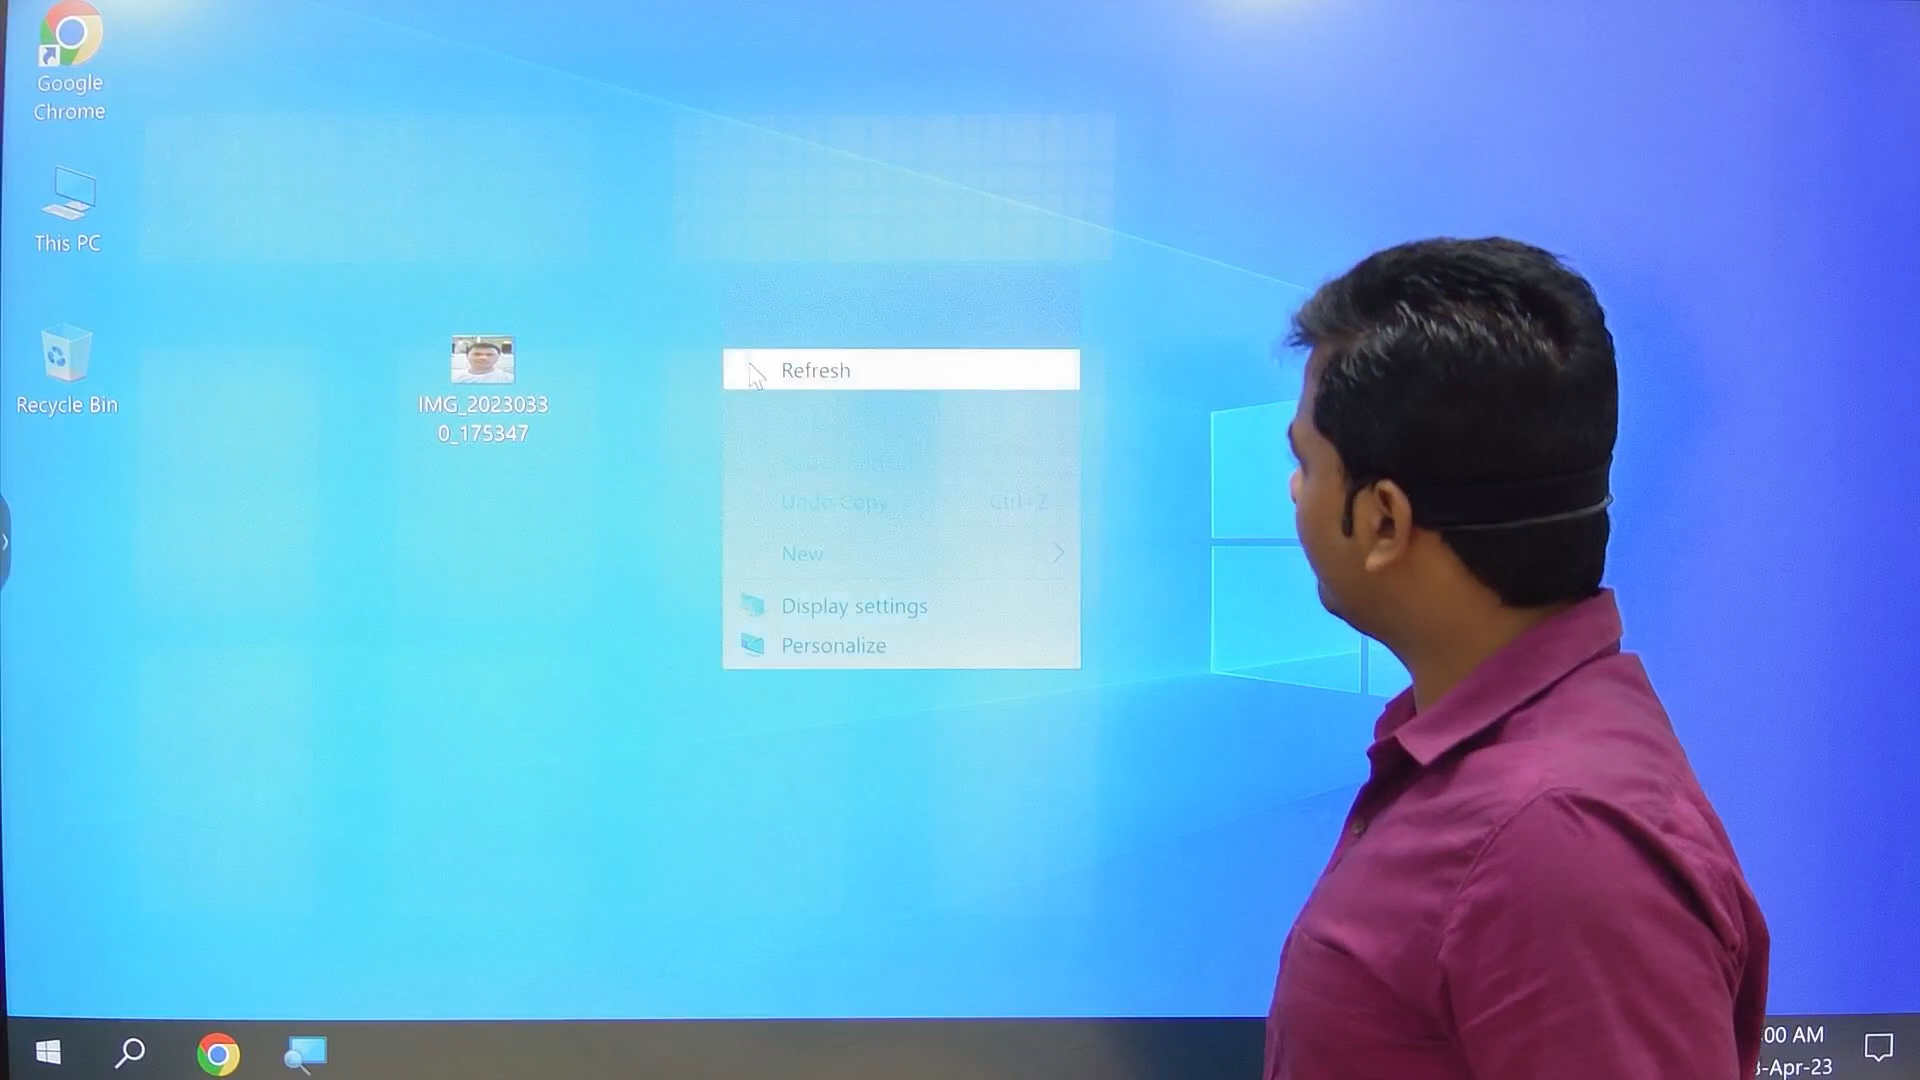 Google
Chrome
This PC
Recycle Bin
IMG_2023033
0_175347
Refresh
Undo Copy Ctrl+Z
New
Display settings
Personalize
:00 AM
-Apr-23